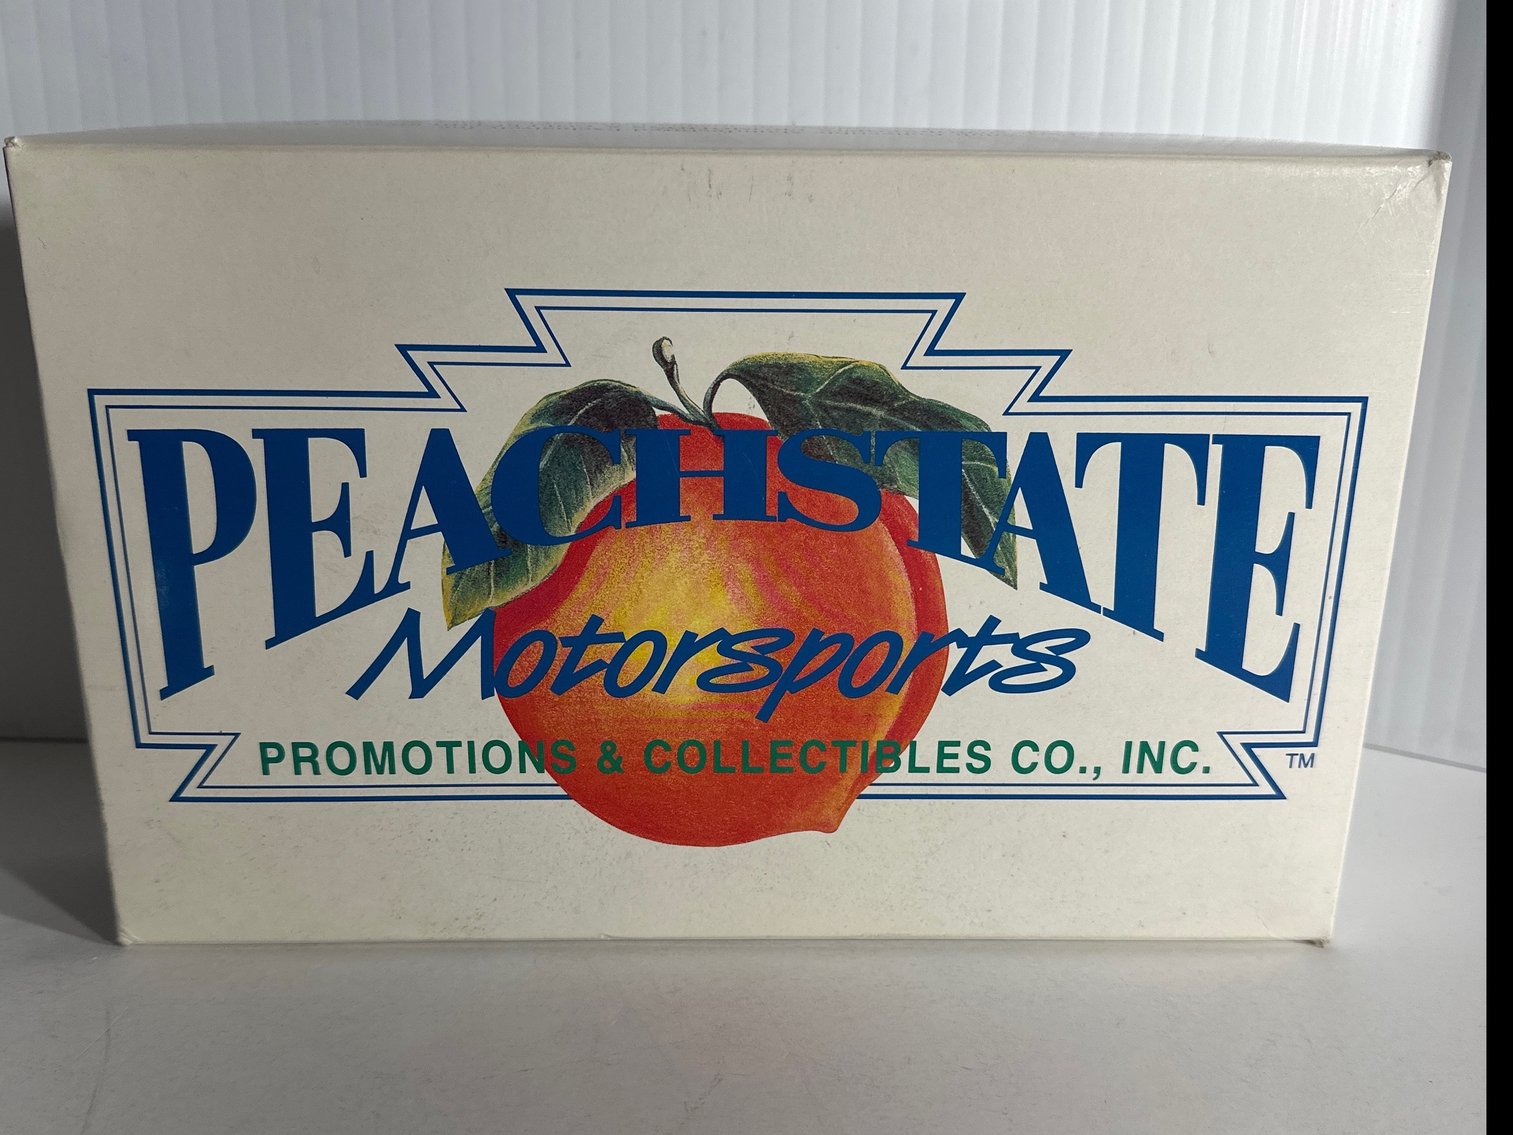 PEACHSTATE
Motorsports
PROMOTIONS & COLLECTIBLES CO., INC.
TM